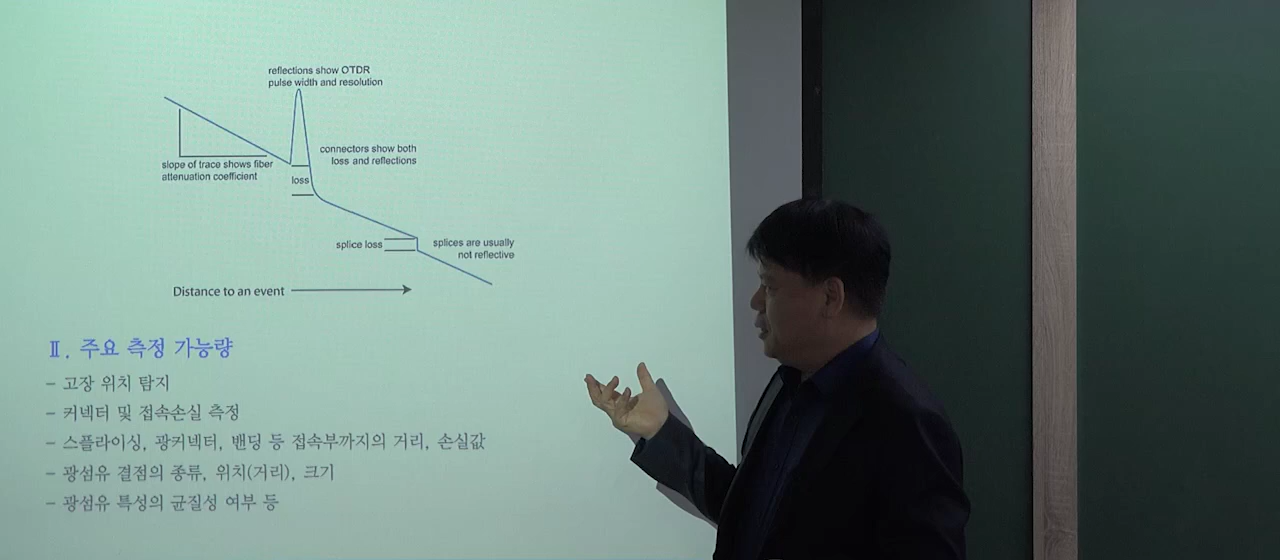 reflections show OTDR
pulse width and resolution
connectors show both
loss and reflections
slope of trace shows fiber
attenuation coefficient
loss
splice loss
splices are usually
not reflective
Distance to an event
Ⅱ. 주요 측정 가능량
- 고장 위치 탐지
- 커넥터 및 접속손실 측정
- 스플라이싱, 광커넥터, 밴딩 등 접속부까지의 거리, 손실값
- 광섬유 결점의 종류, 위치(거리), 크기
- 광섬유 특성의 균질성 여부 등